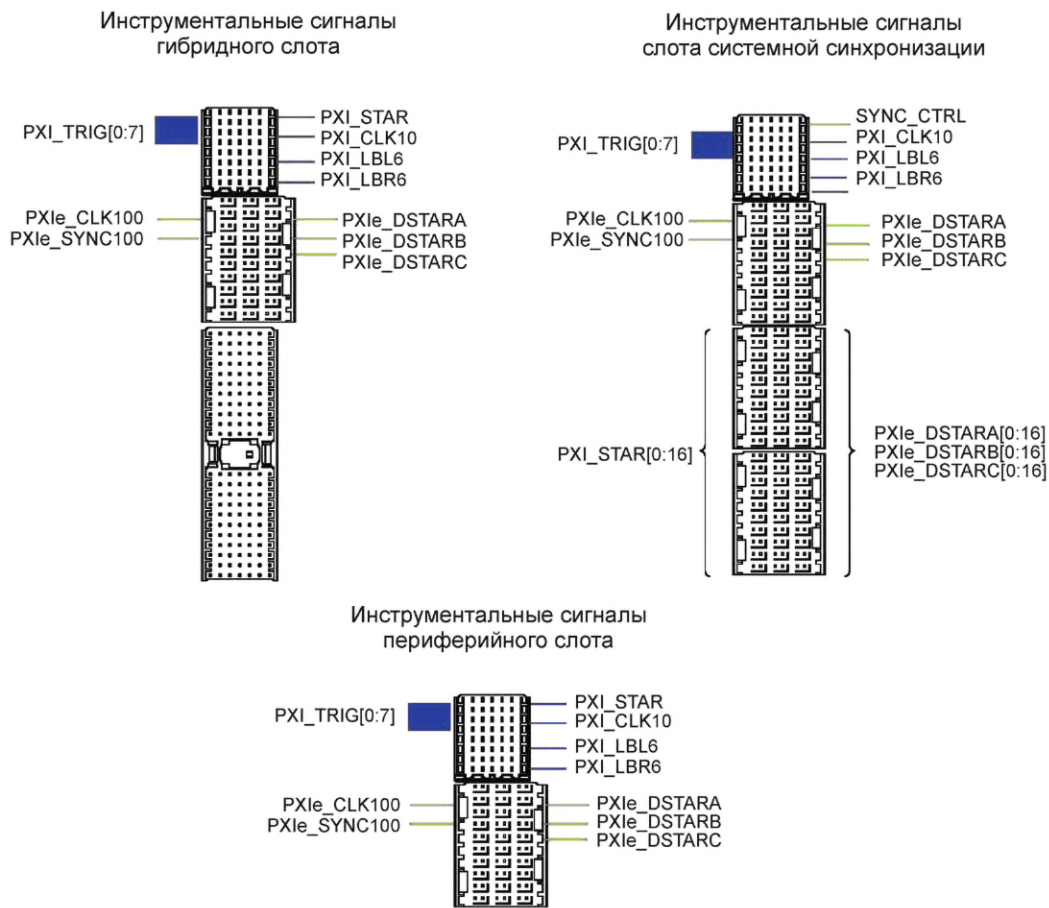 Инструментальные сигналы
гибридного слота
PXI_TRIG[0:7]
PXI_STAR
PXI_CLK10
PXI_LBL6
PXI_LBR6
PXIe_CLK100
PXIe_SYNC100
PXIe_DSTARA
PXIe_DSTARB
PXIe_DSTARC
Инструментальные сигналы
слота системной синхронизации
PXI_TRIG[0:7]
SYNC_CTRL
PXI_CLK10
PXI_LBL6
PXI_LBR6
PXIe_CLK100
PXIe_SYNC100
PXIe_DSTARA
PXIe_DSTARB
PXIe_DSTARC
PXI_STAR[0:16]
PXIe_DSTARA[0:16]
PXIe_DSTARB[0:16]
PXIe_DSTARC[0:16]
Инструментальные сигналы
периферийного слота
PXI_TRIG[0:7]
PXI_STAR
PXI_CLK10
PXI_LBL6
PXI_LBR6
PXIe_CLK100
PXIe_SYNC100
PXIe_DSTARA
PXIe_DSTARB
PXIe_DSTARC